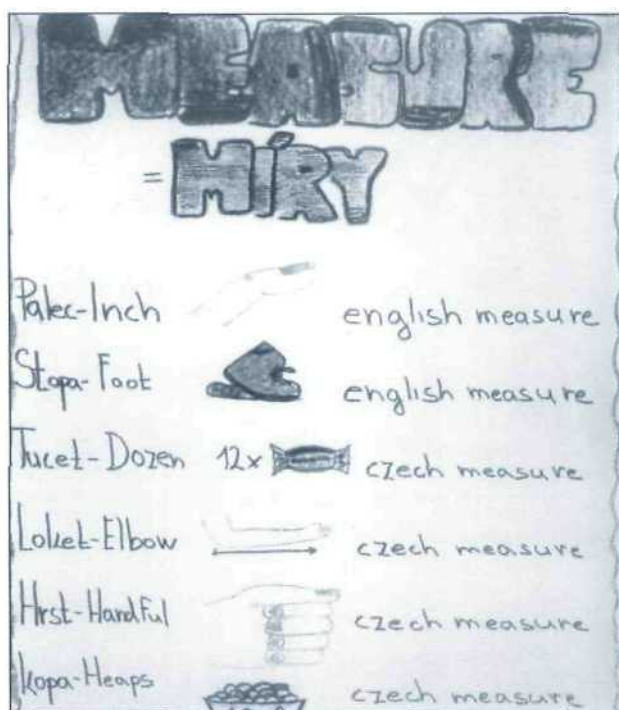 MEASURE
= MÍRY
Palec-Inch english measure
Stopa-Foot english measure
Tucet-Dozen 12x czech measure
Loket-Elbow czech measure
Hrst-Handful czech measure
kopa-Heaps czech measure